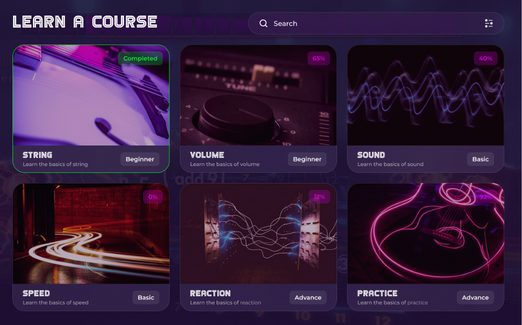 LEARN A COURSE
Search
Completed
65%
40%
STRING
Learn the basics of string
Beginner
VOLUME
Learn the basics of volume
Beginner
SOUND
Learn the basics of sound
Basic
0%
12%
SPEED
Learn the basics of speed
Basic
REACTION
Learn the basics of reaction
Advance
PRACTICE
Learn the basics of practice
Advance